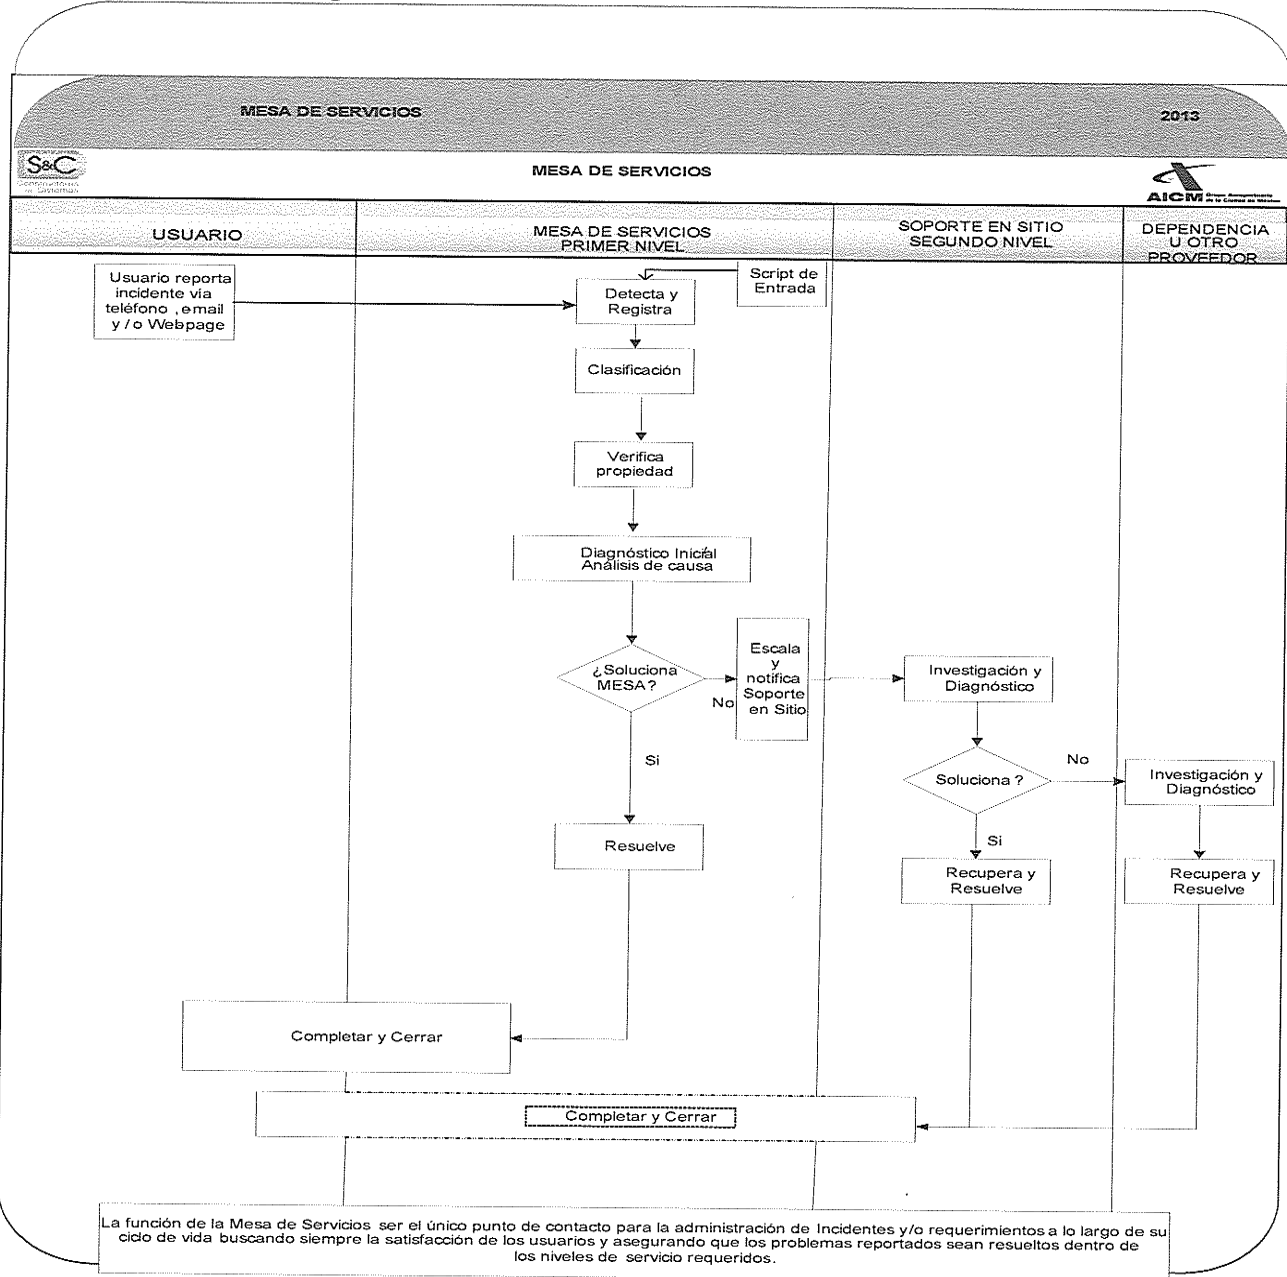 MESA DE SERVICIOS
2013
S&C
MESA DE SERVICIOS
AICM
USUARIO
MESA DE SERVICIOS
PRIMER NIVEL
SOPORTE EN SITIO
SEGUNDO NIVEL
DEPENDENCIA
U OTRO
PROVEEDOR
Usuario reporta
incidente vía
teléfono ,email
y /o Webpage
Detecta y
Registra
Script de
Entrada
Clasificación
Verifica
propiedad
Diagnóstico Inicial
Análisis de causa
¿Soluciona
MESA?
No
Escala
y
notifica
Soporte
en Sitio
Investigación y
Diagnóstico
Si
Soluciona ?
No
Investigación y
Diagnóstico
Resuelve
Si
Recupera y
Resuelve
Recupera y
Resuelve
Completar y Cerrar
Completar y Cerrar
La función de la Mesa de Servicios ser el único punto de contacto para la administración de Incidentes y/o requerimientos a lo largo de su
ciclo de vida buscando siempre la satisfacción de los usuarios y asegurando que los problemas reportados sean resueltos dentro de
los niveles de servicio requeridos.